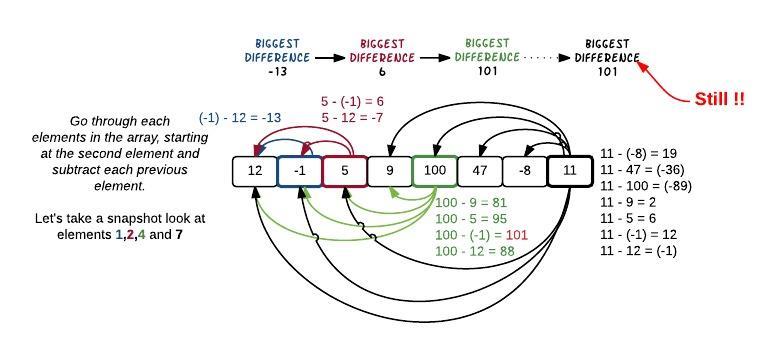 BIGGEST DIFFERENCE -13
BIGGEST DIFFERENCE 6
BIGGEST DIFFERENCE 101
BIGGEST DIFFERENCE 101
Still !!
Go through each
elements in the array, starting
at the second element and
subtract each previous
element.
Let's take a snapshot look at
elements 1,2,4 and 7
(-1) - 12 = -13
5 - (-1) = 6
5 - 12 = -7
12 -1 5 9 100 47 -8 11
100 - 9 = 81
100 - 5 = 95
100 - (-1) = 101
100 - 12 = 88
11 - (-8) = 19
11 - 47 = (-36)
11 - 100 = (-89)
11 - 9 = 2
11 - 5 = 6
11 - (-1) = 12
11 - 12 = (-1)